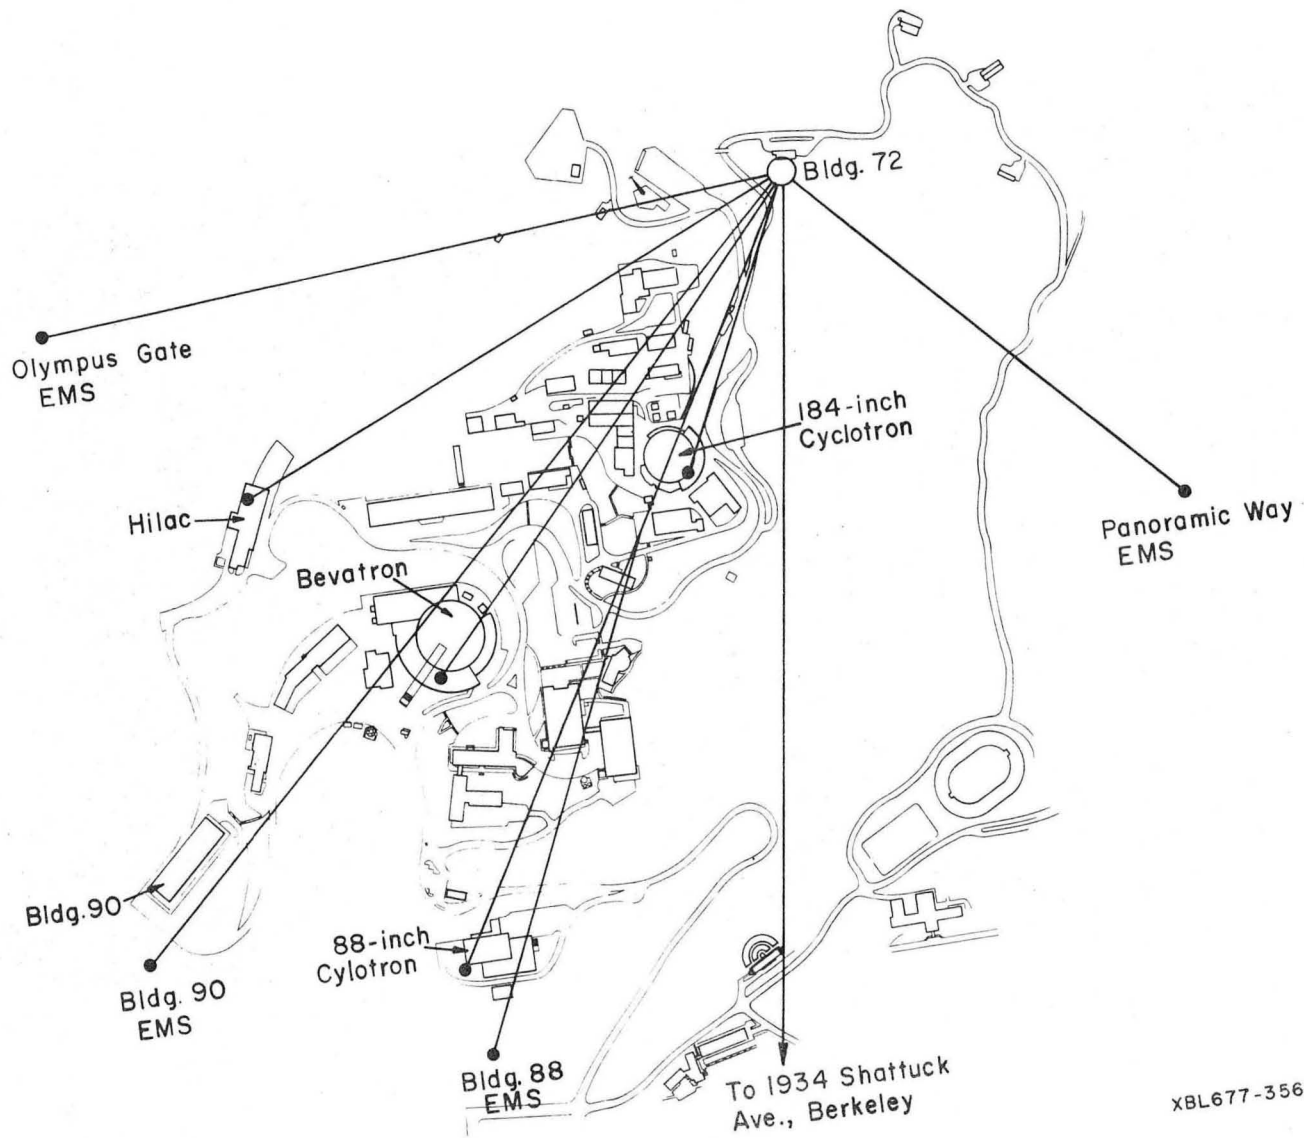 Bldg. 72
Olympus Gate
EMS
184-inch
Cyclotron
Hilac
Panoramic Way
EMS
Bevatron
Bldg.90
88-inch
Cylotron
Bldg. 90
EMS
Bldg. 88
EMS
To 1934 Shattuck
Ave., Berkeley
XBL677-356